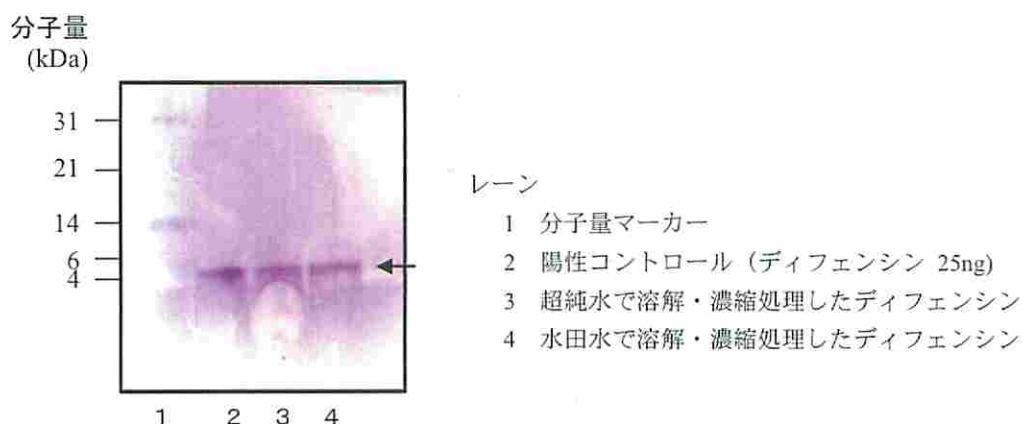 分子量
(kDa)
31
21
14
6
4
1 2 3 4
レーン
1 分子量マーカー
2 陽性コントロール（ディフェンシン 25ng)
3 超純水で溶解・濃縮処理したディフェンシン
4 水田水で溶解・濃縮処理したディフェンシン